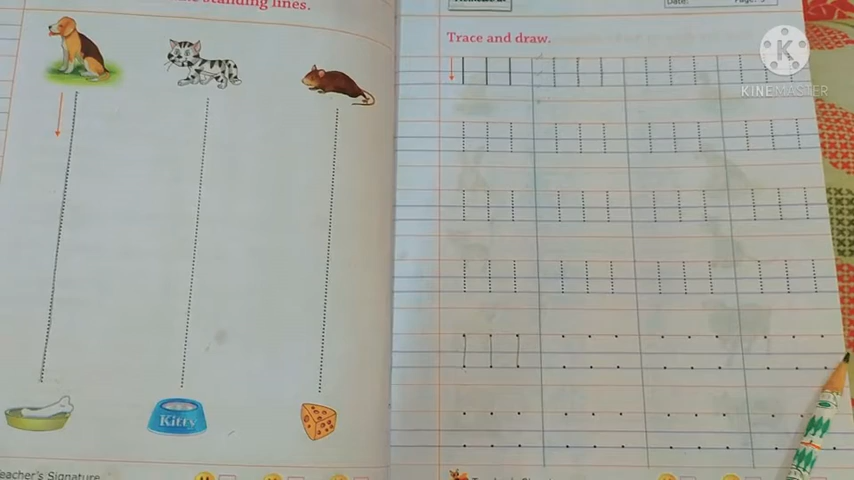 standing lines.
Kitty
Teacher's Signature
Date:
Page:
Trace and draw.
KINEMASTER